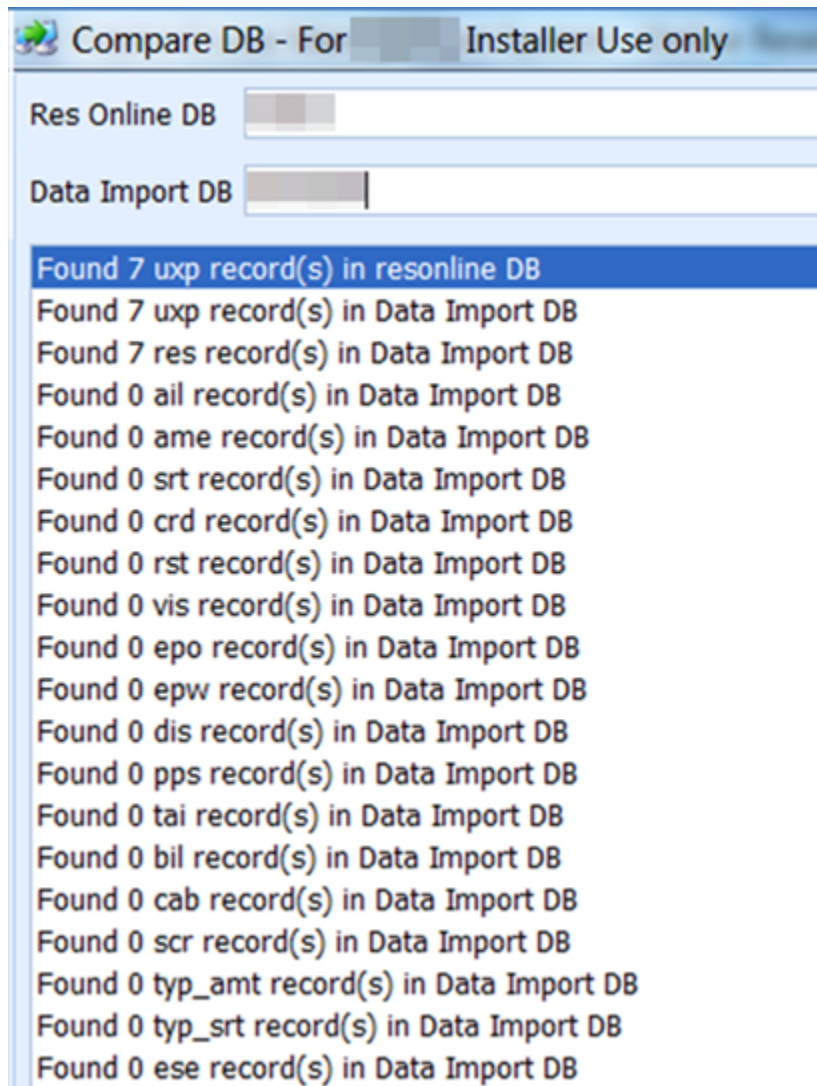 Compare DB - For Installer Use only
Res Online DB
Data Import DB
Found 7 uxp record(s) in resonline DB
Found 7 uxp record(s) in Data Import DB
Found 7 res record(s) in Data Import DB
Found 0 ail record(s) in Data Import DB
Found 0 ame record(s) in Data Import DB
Found 0 srt record(s) in Data Import DB
Found 0 crd record(s) in Data Import DB
Found 0 rst record(s) in Data Import DB
Found 0 vis record(s) in Data Import DB
Found 0 epo record(s) in Data Import DB
Found 0 epw record(s) in Data Import DB
Found 0 dis record(s) in Data Import DB
Found 0 pps record(s) in Data Import DB
Found 0 tai record(s) in Data Import DB
Found 0 bil record(s) in Data Import DB
Found 0 cab record(s) in Data Import DB
Found 0 scr record(s) in Data Import DB
Found 0 typ_amt record(s) in Data Import DB
Found 0 typ_srt record(s) in Data Import DB
Found 0 ese record(s) in Data Import DB